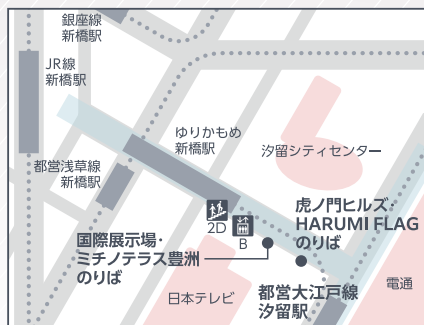 銀座線
新橋駅
JR線
新橋駅
ゆりかもめ
新橋駅
汐留シティセンター
都営浅草線
新橋駅
2D
B
虎ノ門ヒルズ・
HARUMI FLAG
のりば
国際展示場・
ミチノテラス豊洲
のりば
日本テレビ
都営大江戸線
汐留駅
電通